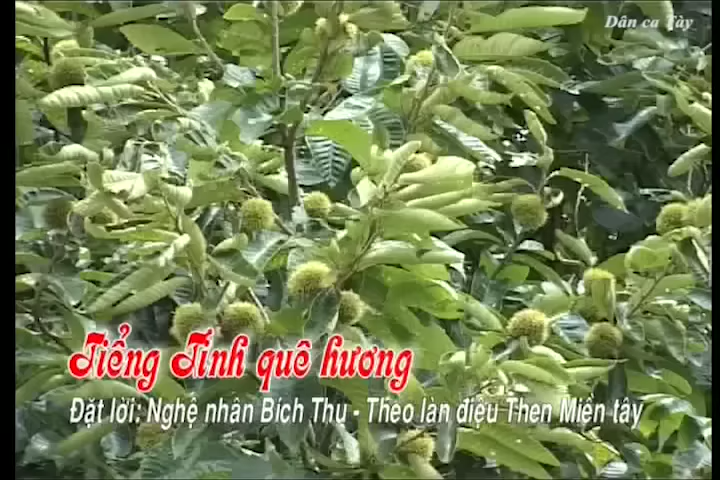 Dân ca Tày
Tiếng Tính quê hương
Đặt lời: Nghệ nhân Bích Thu - Theo làn điệu Then Miền tây